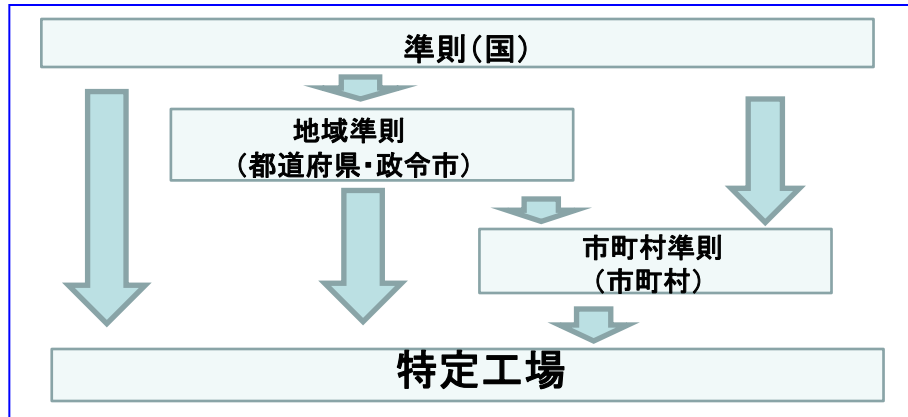 準則(国)
地域準則
(都道府県・政令市)
市町村準則
(市町村)
特定工場